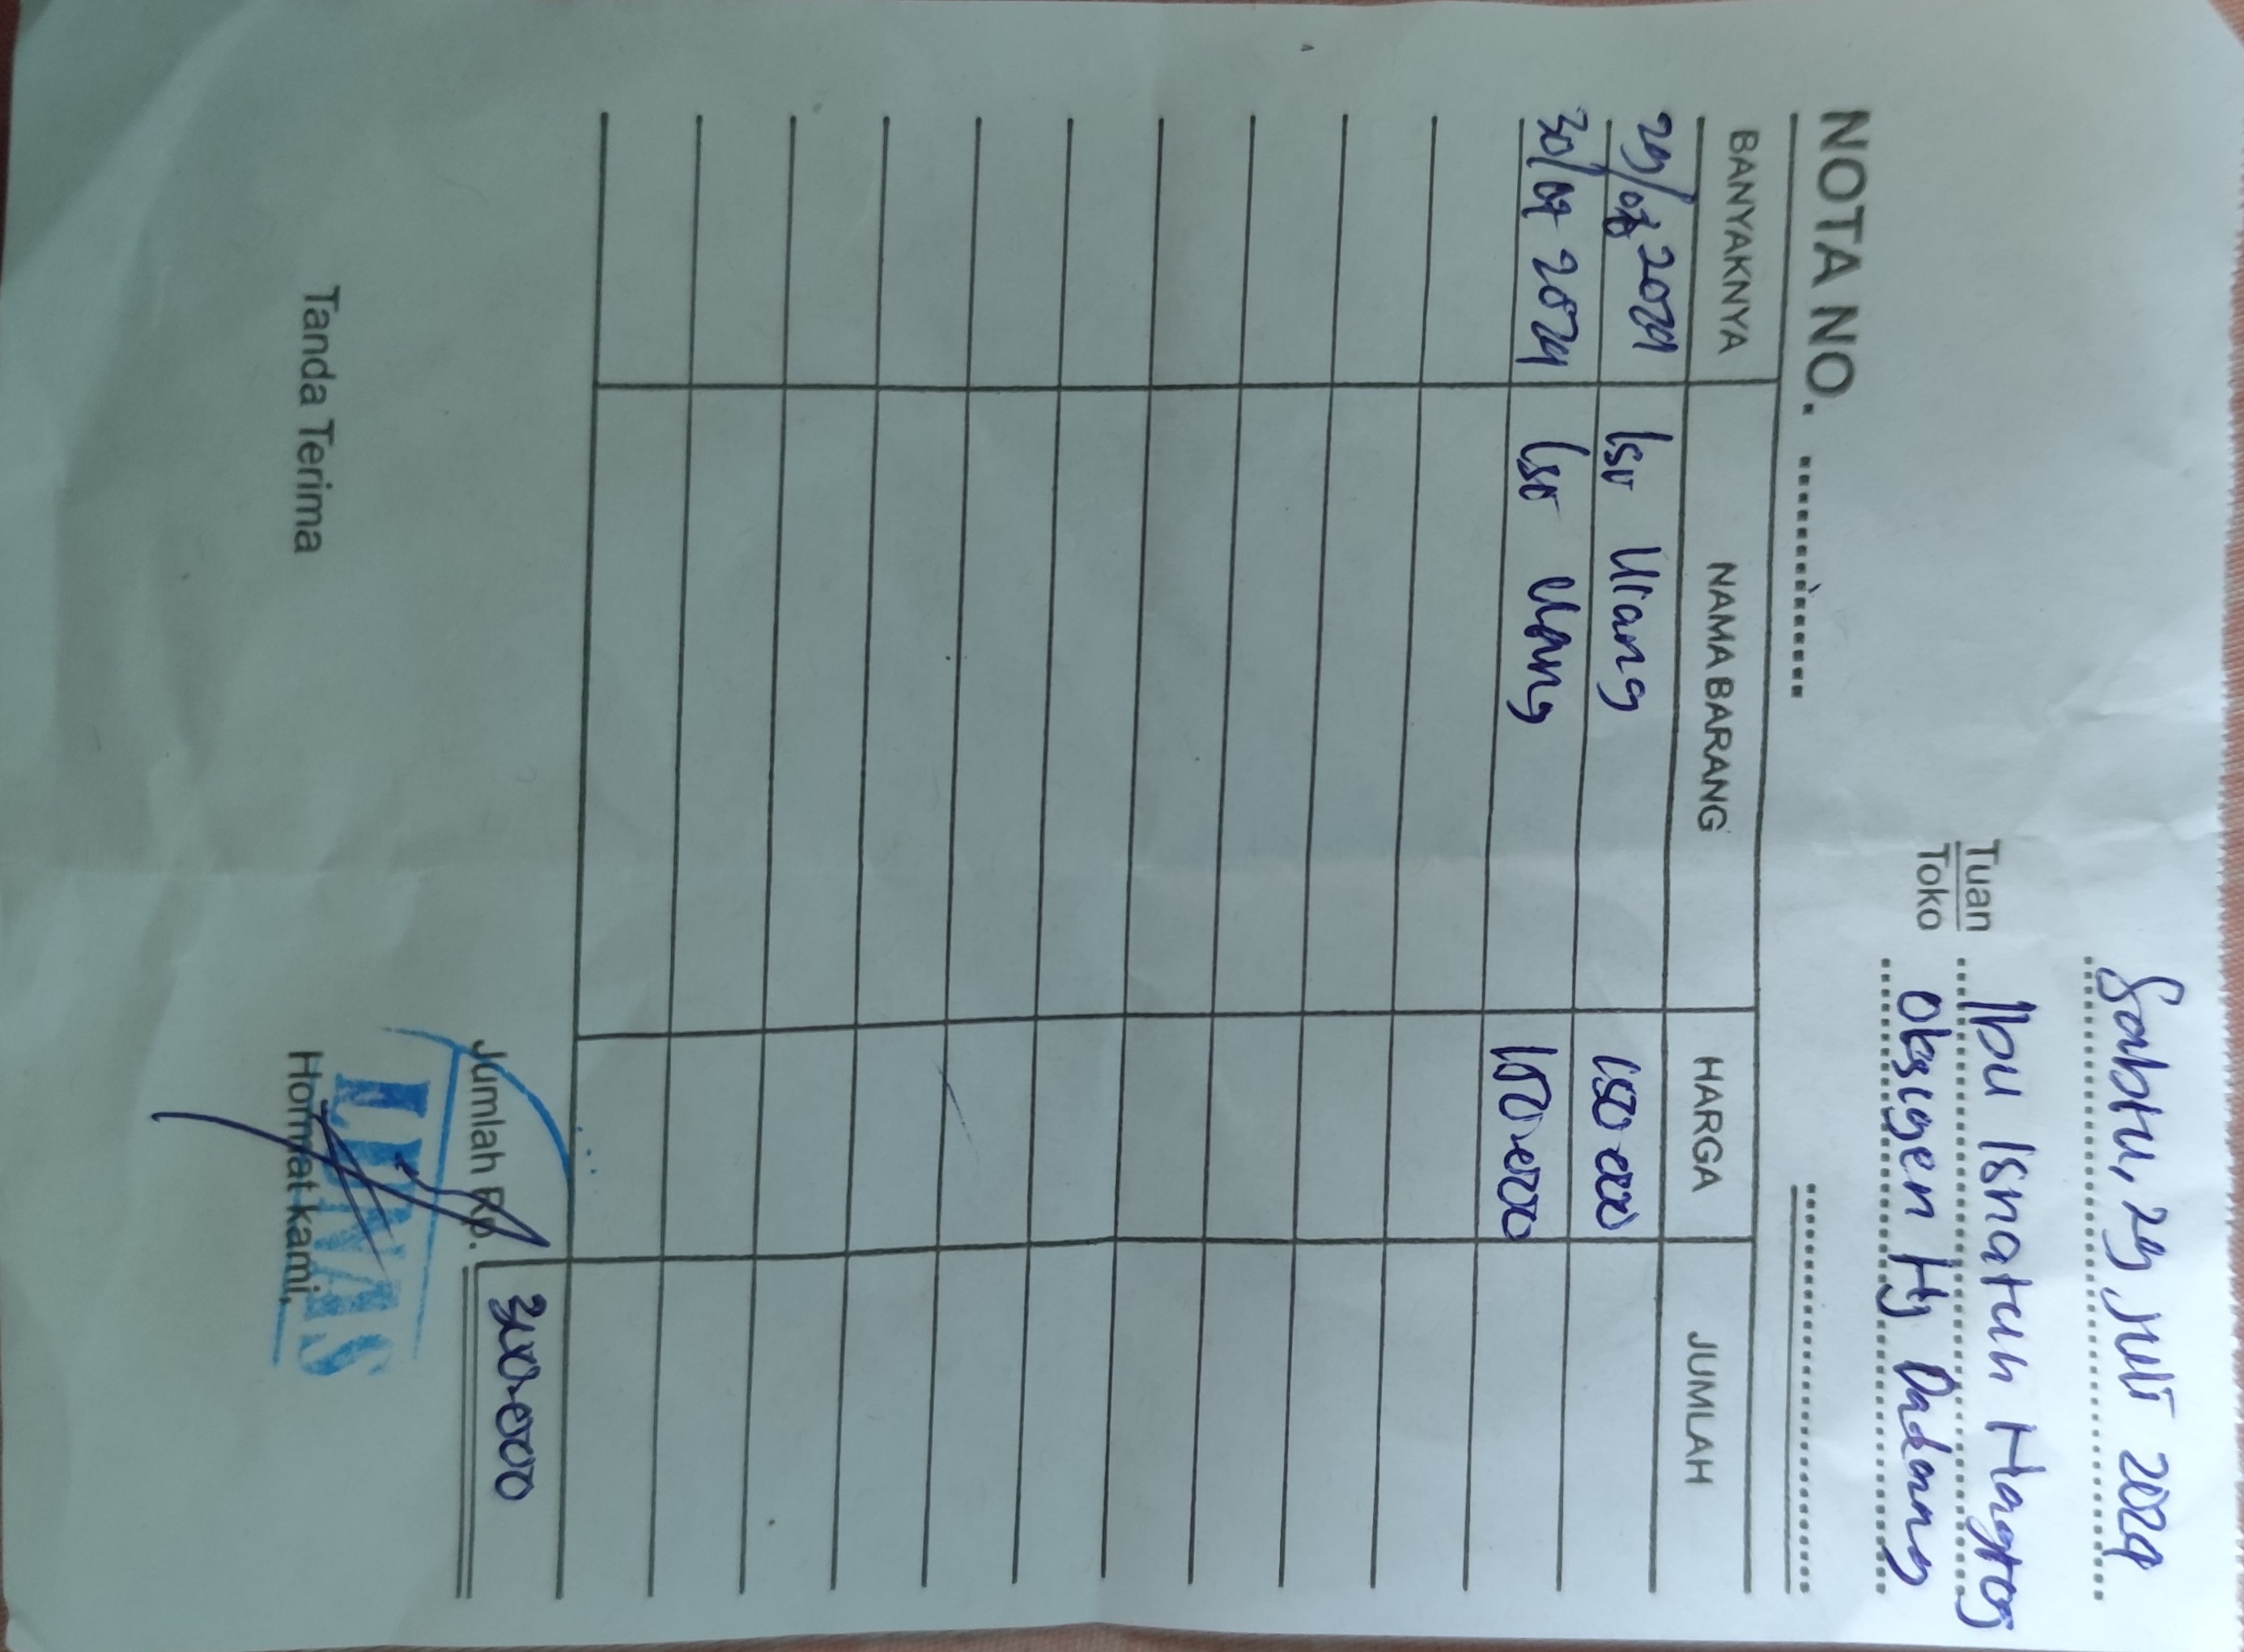 Sabtu, 29 Juli 2024
Tuan Ibu Isnatun
Toko Oksigen Hj Dadang
NOTA NO.
BANYAKNYA NAMA BARANG HARGA JUMLAH
29/07 2024 Isi Ulang 150.000
30/07 2024 Isi Ulang 150.000
Jumlah Rp. 300.000
Tanda Terima Hormat kami,
LUNAS